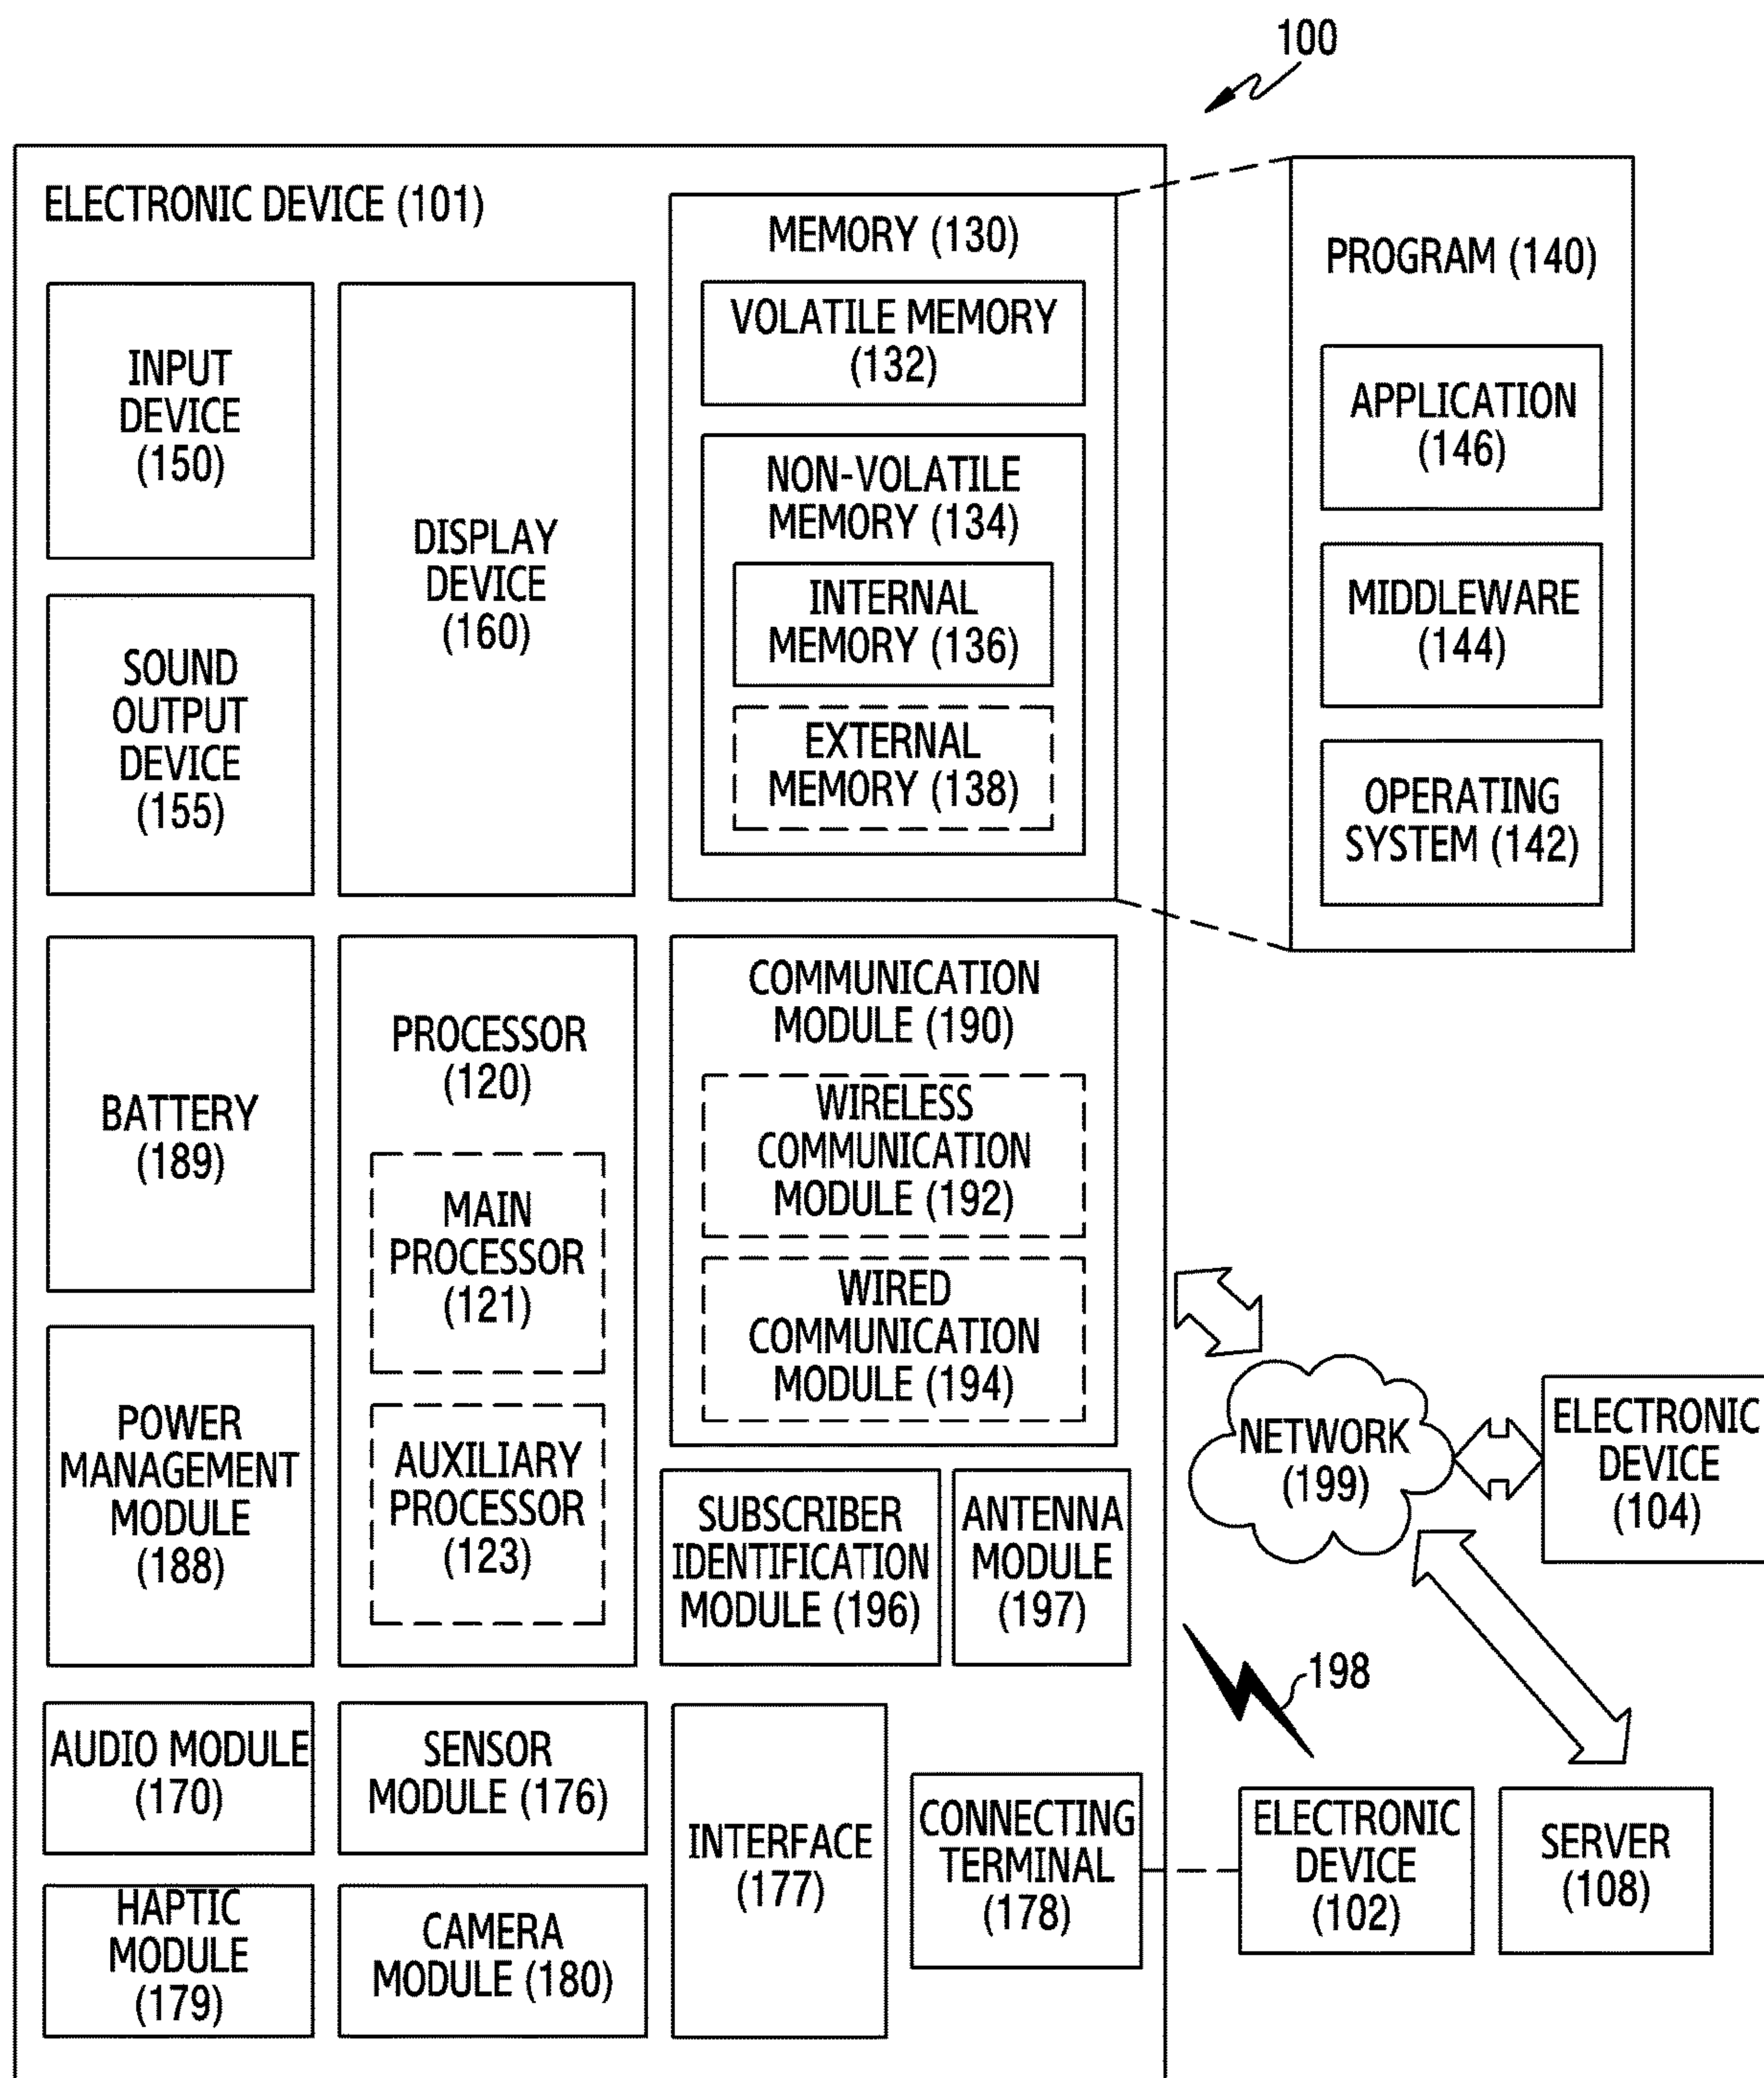 100
ELECTRONIC DEVICE (101)
INPUT
DEVICE
(150)
SOUND
OUTPUT
DEVICE
(155)
DISPLAY
DEVICE
(160)
MEMORY (130)
VOLATILE MEMORY
(132)
NON-VOLATILE
MEMORY (134)
INTERNAL
MEMORY (136)
EXTERNAL
MEMORY (138)
PROGRAM (140)
APPLICATION
(146)
MIDDLEWARE
(144)
OPERATING
SYSTEM (142)
BATTERY
(189)
POWER
MANAGEMENT
MODULE
(188)
PROCESSOR
(120)
MAIN
PROCESSOR
(121)
AUXILIARY
PROCESSOR
(123)
COMMUNICATION
MODULE (190)
WIRELESS
COMMUNICATION
MODULE (192)
WIRED
COMMUNICATION
MODULE (194)
SUBSCRIBER
IDENTIFICATION
MODULE (196)
ANTENNA
MODULE
(197)
NETWORK
(199)
ELECTRONIC
DEVICE
(104)
198
AUDIO MODULE
(170)
SENSOR
MODULE (176)
HAPTIC
MODULE
(179)
CAMERA
MODULE (180)
INTERFACE
(177)
CONNECTING
TERMINAL
(178)
ELECTRONIC
DEVICE
(102)
SERVER
(108)